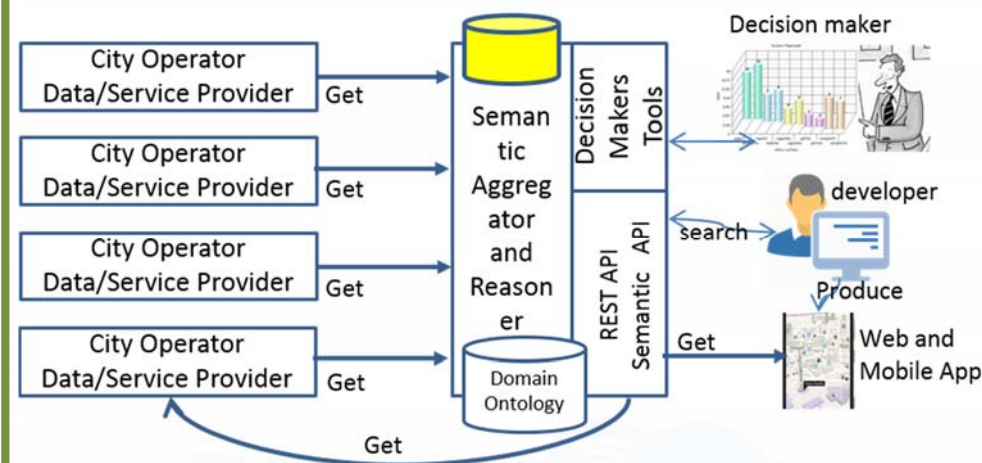 City Operator
Data/Service Provider
Get
City Operator
Data/Service Provider
Get
City Operator
Data/Service Provider
Get
City Operator
Data/Service Provider
Get
Seman
tic
Aggreg
ator
and
Reason
er
Domain
Ontology
Decision
Makers
Tools
REST API
Semantic API
Decision maker
developer
search
Produce
Get
Web and
Mobile App
Get